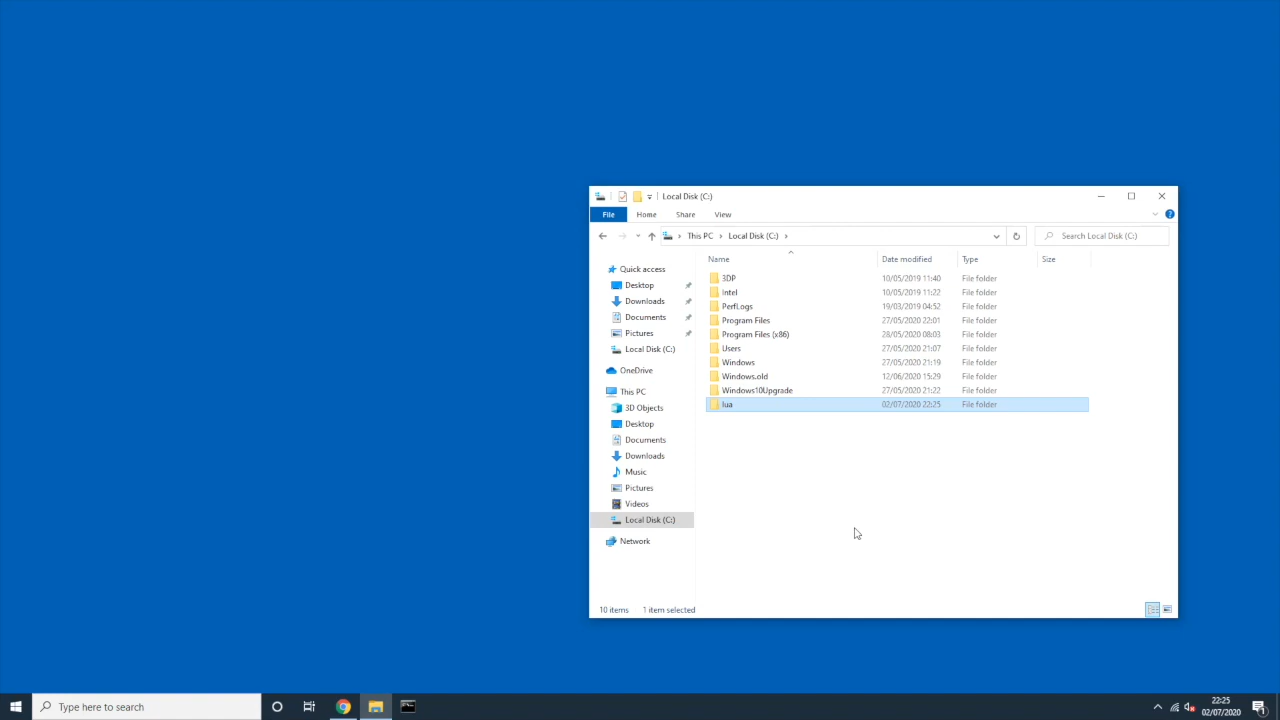 Local Disk (C:)
File Home Share View
This PC Local Disk (C:) Search Local Disk (C:)
Name Date modified Type Size
Quick access
Desktop
Downloads
Documents
Pictures
Local Disk (C:)
OneDrive
This PC
3D Objects
Desktop
Documents
Downloads
Music
Pictures
Videos
Local Disk (C:)
Network
3DP 10/05/2019 11:40 File folder
Intel 10/05/2019 11:22 File folder
PerfLogs 19/03/2019 04:52 File folder
Program Files 27/05/2020 22:01 File folder
Program Files (x86) 28/05/2020 08:03 File folder
Users 27/05/2020 21:07 File folder
Windows 27/05/2020 21:19 File folder
Windows.old 12/06/2020 15:29 File folder
Windows10Upgrade 27/05/2020 21:22 File folder
lua 02/07/2020 22:25 File folder
10 items 1 item selected
Type here to search
22:25
02/07/2020
1